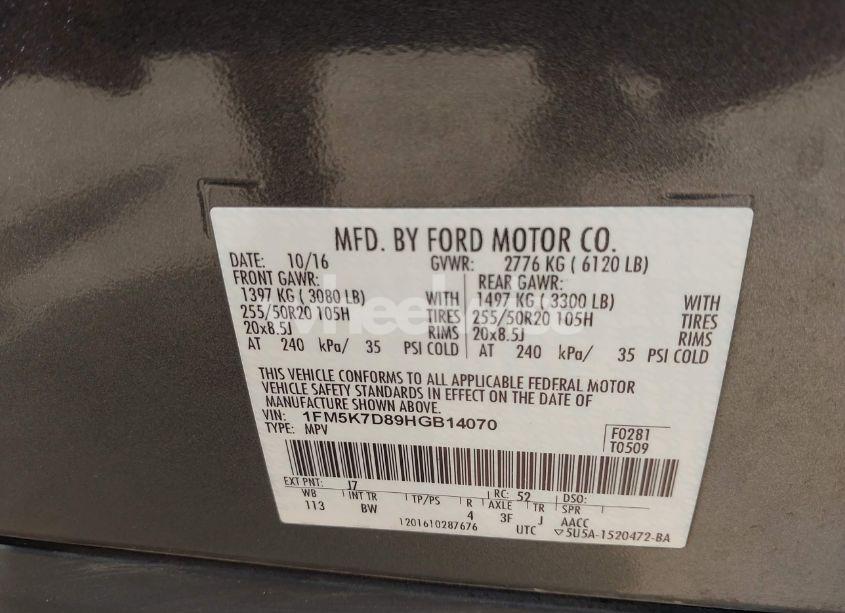 MFD. BY FORD MOTOR CO.
DATE: 10/16 GVWR: 2776 KG ( 6120 LB)
FRONT GAWR: REAR GAWR:
1397 KG ( 3080 LB) WITH 1497 KG ( 3300 LB) WITH
255/50R20 105H TIRES 255/50R20 105H TIRES
20x8.5J RIMS 20x8.5J RIMS
AT 240 kPa/ 35 PSI COLD AT 240 kPa/ 35 PSI COLD
THIS VEHICLE CONFORMS TO ALL APPLICABLE FEDERAL MOTOR
VEHICLE SAFETY STANDARDS IN EFFECT ON THE DATE OF
MANUFACTURE SHOWN ABOVE.
VIN: 1FM5K7D89HGB14070
TYPE: MPV
F0281
T0509
EXT PNT: J7 RC: 52 DSO:
WB INT TR TP/PS R AXLE TR SPR
113 BW 4 3F J AACC
1201610287676 UTC ▽5U5A-1520472-BA